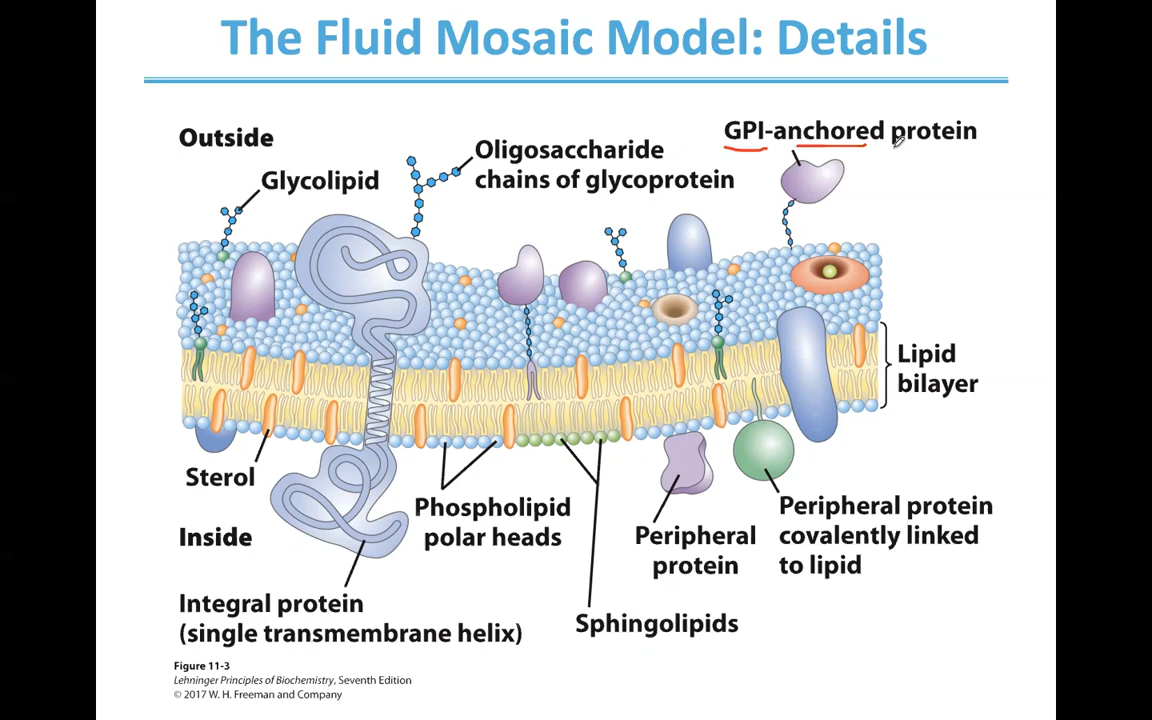 The Fluid Mosaic Model: Details
Outside
Glycolipid
Oligosaccharide
chains of glycoprotein
GPI-anchored protein
Lipid
bilayer
Sterol
Inside
Phospholipid
polar heads
Peripheral
protein
Peripheral protein
covalently linked
to lipid
Integral protein
(single transmembrane helix)
Sphingolipids
Figure 11-3
Lehninger Principles of Biochemistry, Seventh Edition
© 2017 W. H. Freeman and Company